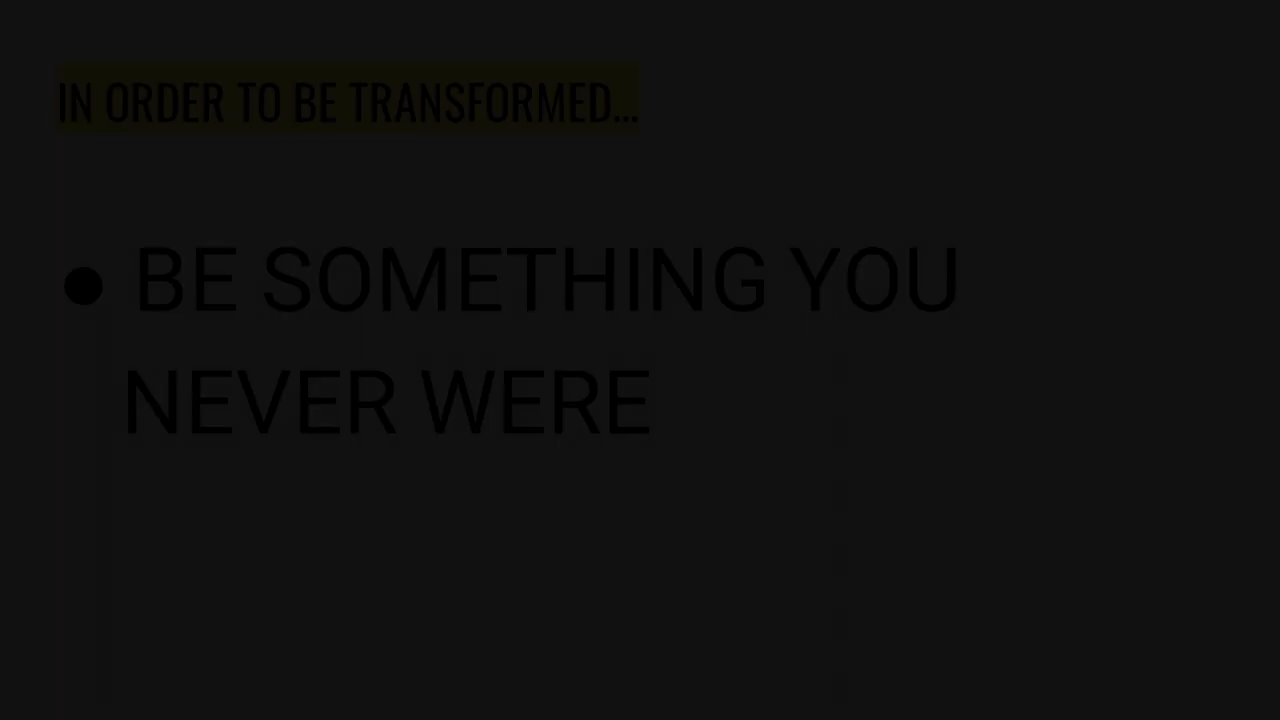 IN ORDER TO BE TRANSFORMED...
● BE SOMETHING YOU
NEVER WERE